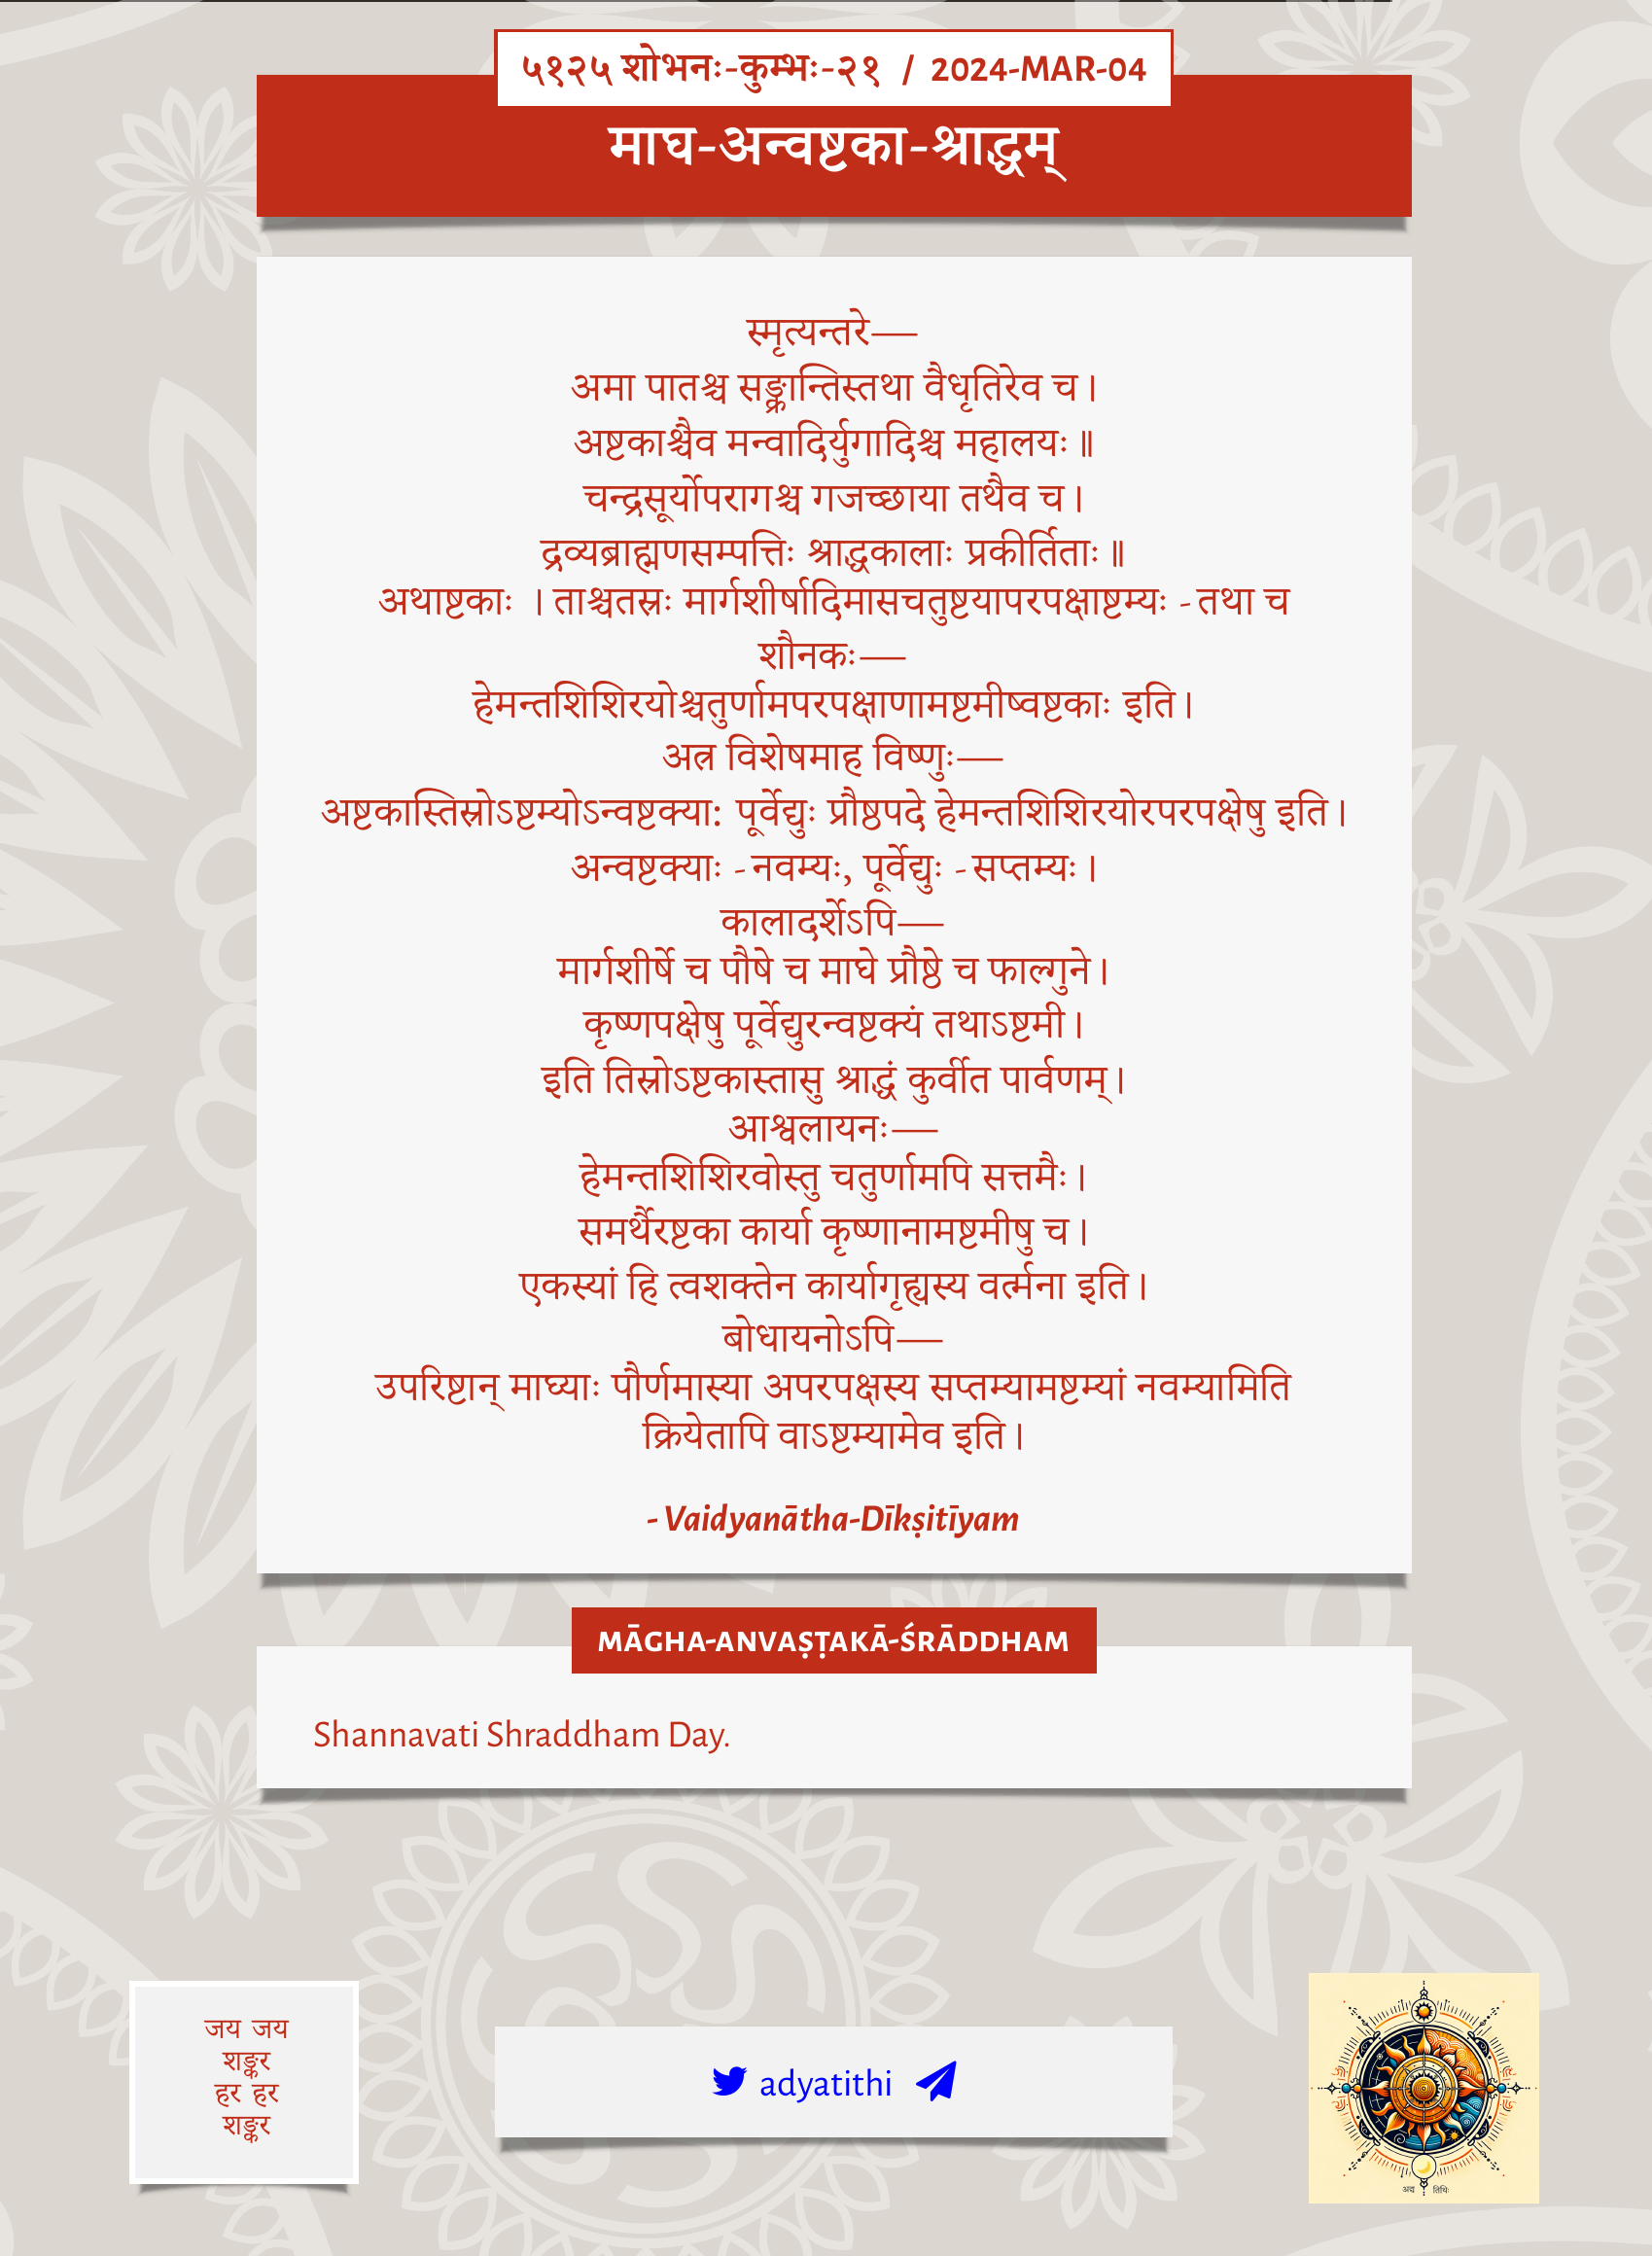 ५१२५ शोभनः-कुम्भः-२१ / 2024-MAR-04
माघ-अन्वष्टका-श्राद्धम्
स्मृत्यन्तरे—
अमा पातश्च सङ्क्रान्तिस्तथा वैधृतिरेव च।
अष्टकाश्चैव मन्वादिर्युगादिश्च महालयः॥
चन्द्रसूर्योपरागश्च गजच्छाया तथैव च।
द्रव्यब्राह्मणसम्पत्तिः श्राद्धकालाः प्रकीर्तिताः॥
अथाष्टकाः । ताश्चतस्रः मार्गशीर्षादिमासचतुष्टयापरपक्षाष्टम्यः - तथा च
शौनकः—
हेमन्तशिशिरयोश्चतुर्णामपरपक्षाणामष्टमीष्वष्टकाः इति।
अत्र विशेषमाह विष्णुः—
अष्टकास्तिस्रोऽष्टम्योऽन्वष्टक्या: पूर्वेद्युः प्रौष्ठपदे हेमन्तशिशिरयोरपरपक्षेषु इति।
अन्वष्टक्याः - नवम्यः, पूर्वेद्युः - सप्तम्यः।
कालादर्शेऽपि—
मार्गशीर्षे च पौषे च माघे प्रौष्ठे च फाल्गुने।
कृष्णपक्षेषु पूर्वेद्युरन्वष्टक्यं तथाऽष्टमी।
इति तिस्रोऽष्टकास्तासु श्राद्धं कुर्वीत पार्वणम्।
आश्वलायनः—
हेमन्तशिशिरवोस्तु चतुर्णामपि सत्तमैः।
समर्थैरष्टका कार्या कृष्णानामष्टमीषु च।
एकस्यां हि त्वशक्तेन कार्यागृह्यस्य वर्त्मना इति।
बोधायनोऽपि—
उपरिष्टान् माघ्याः पौर्णमास्या अपरपक्षस्य सप्तम्यामष्टम्यां नवम्यामिति
क्रियेतापि वाऽष्टम्यामेव इति।
- Vaidyanātha-Dīkṣitīyam
MĀGHA-ANVAṢṬAKĀ-ŚRĀDDHAM
Shannavati Shraddham Day.
जय जय
शङ्कर
हर हर
शङ्कर
adyatithi
अद्य तिथिः